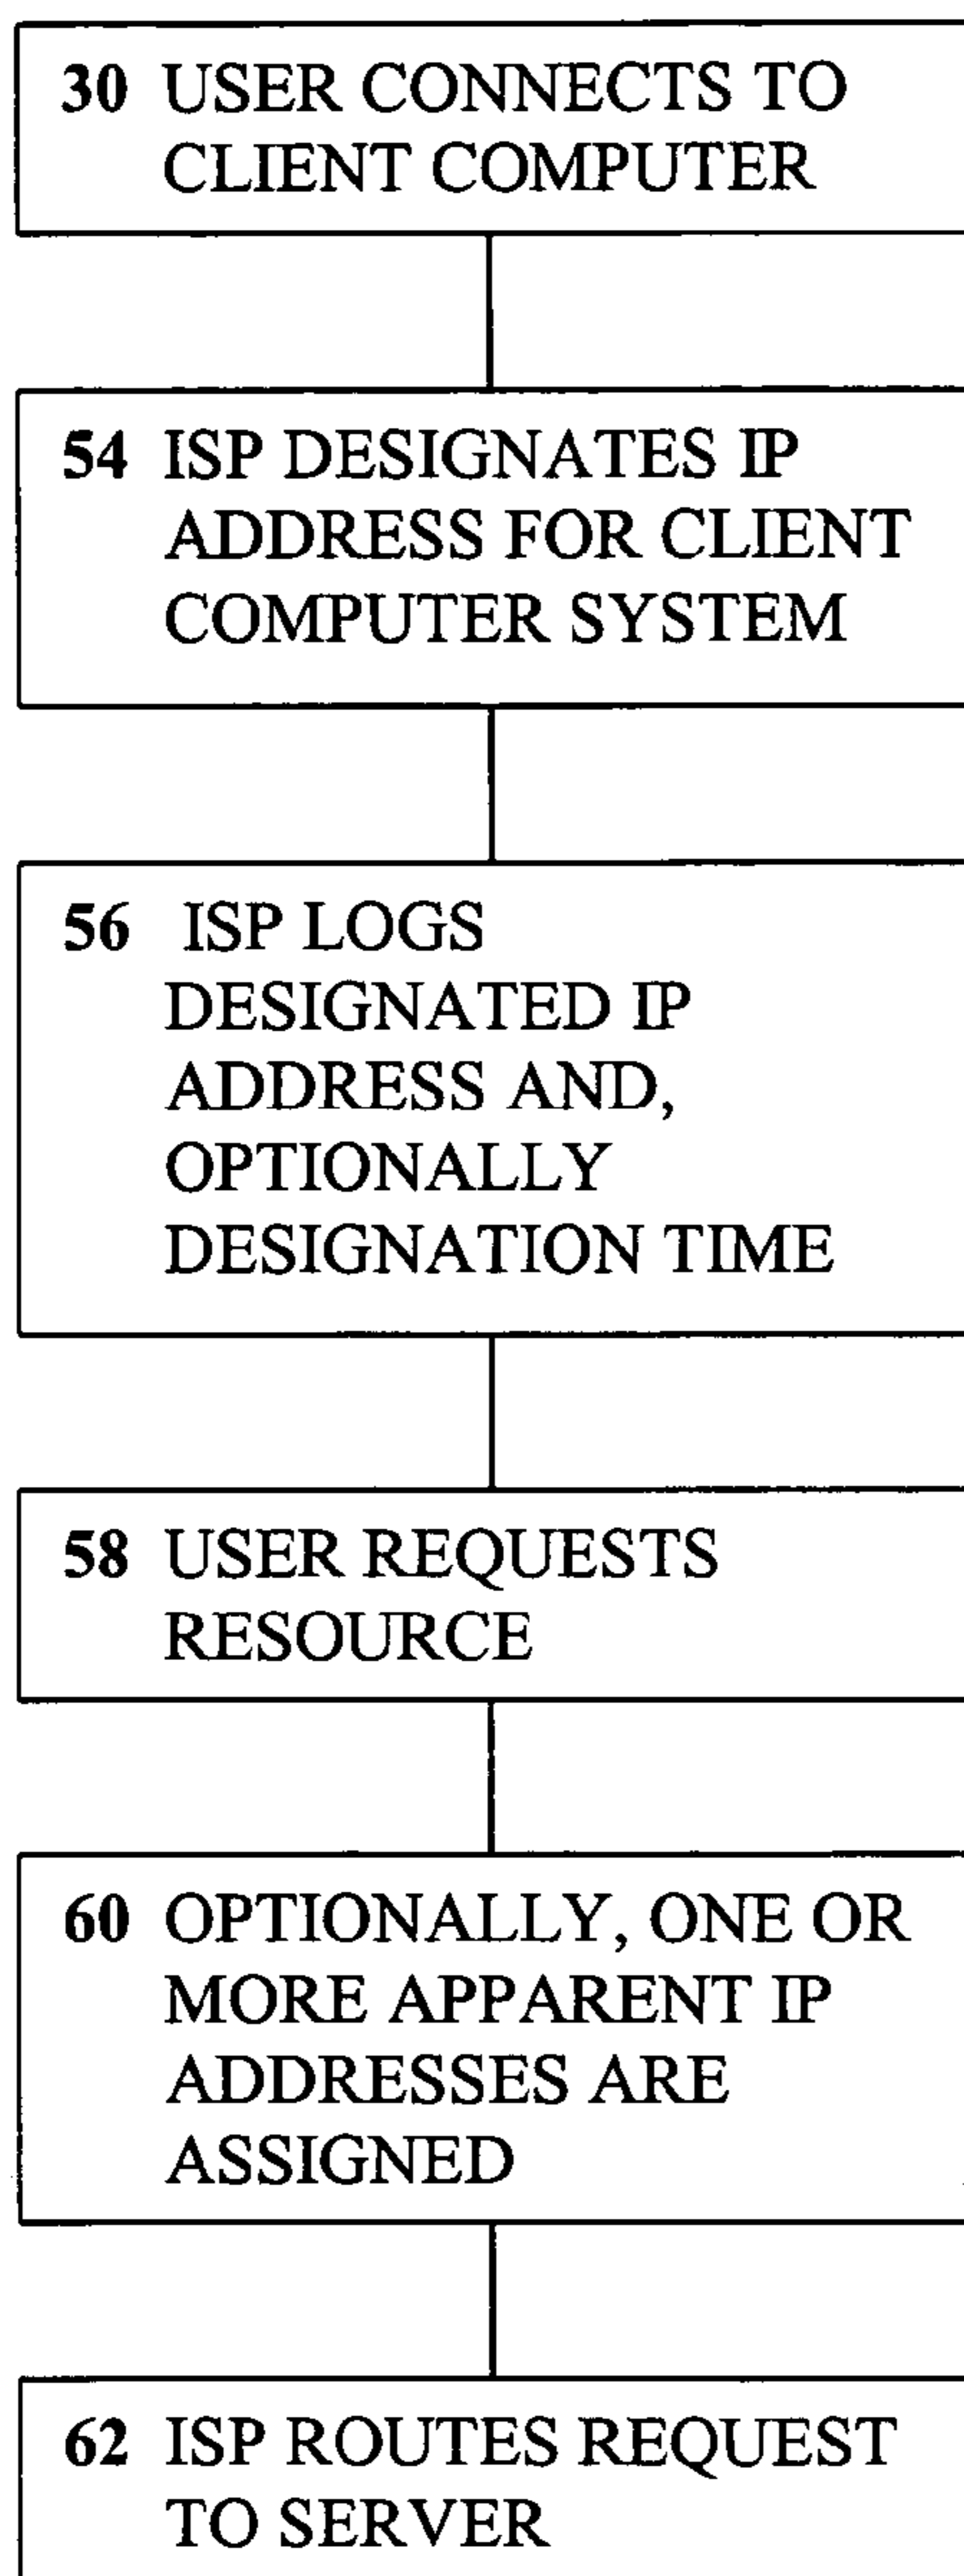 30 USER CONNECTS TO
CLIENT COMPUTER
54 ISP DESIGNATES IP
ADDRESS FOR CLIENT
COMPUTER SYSTEM
56 ISP LOGS
DESIGNATED IP
ADDRESS AND,
OPTIONALLY
DESIGNATION TIME
58 USER REQUESTS
RESOURCE
60 OPTIONALLY, ONE OR
MORE APPARENT IP
ADDRESSES ARE
ASSIGNED
62 ISP ROUTES REQUEST
TO SERVER